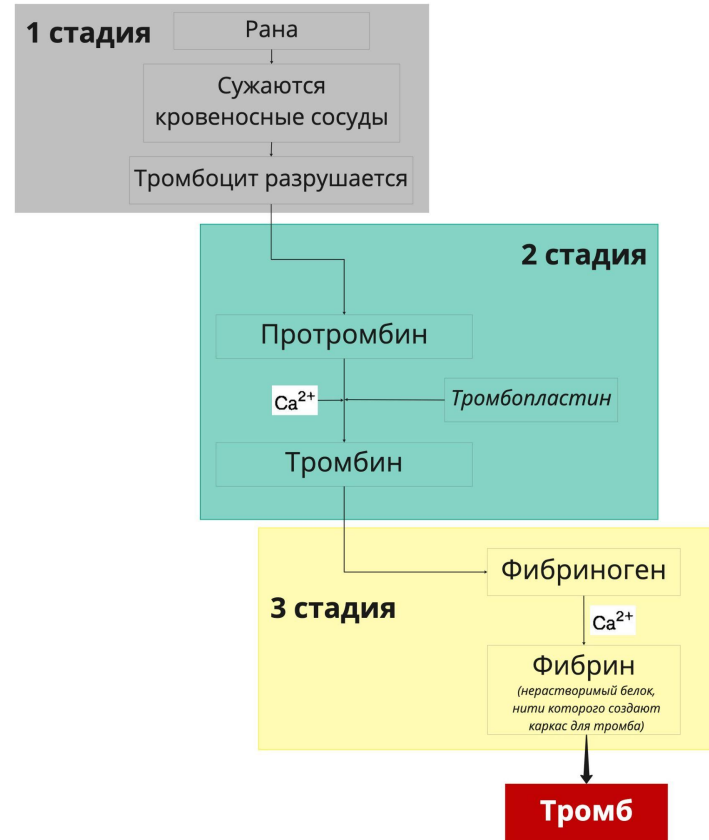 1 стадия
Рана
Сужаются
кровеносные сосуды
Тромбоцит разрушается
2 стадия
Протромбин
Ca²⁺
Тромбопластин
Тромбин
Фибриноген
3 стадия
Ca²⁺
Фибрин
(нерастворимый белок,
нити которого создают
каркас для тромба)
Тромб